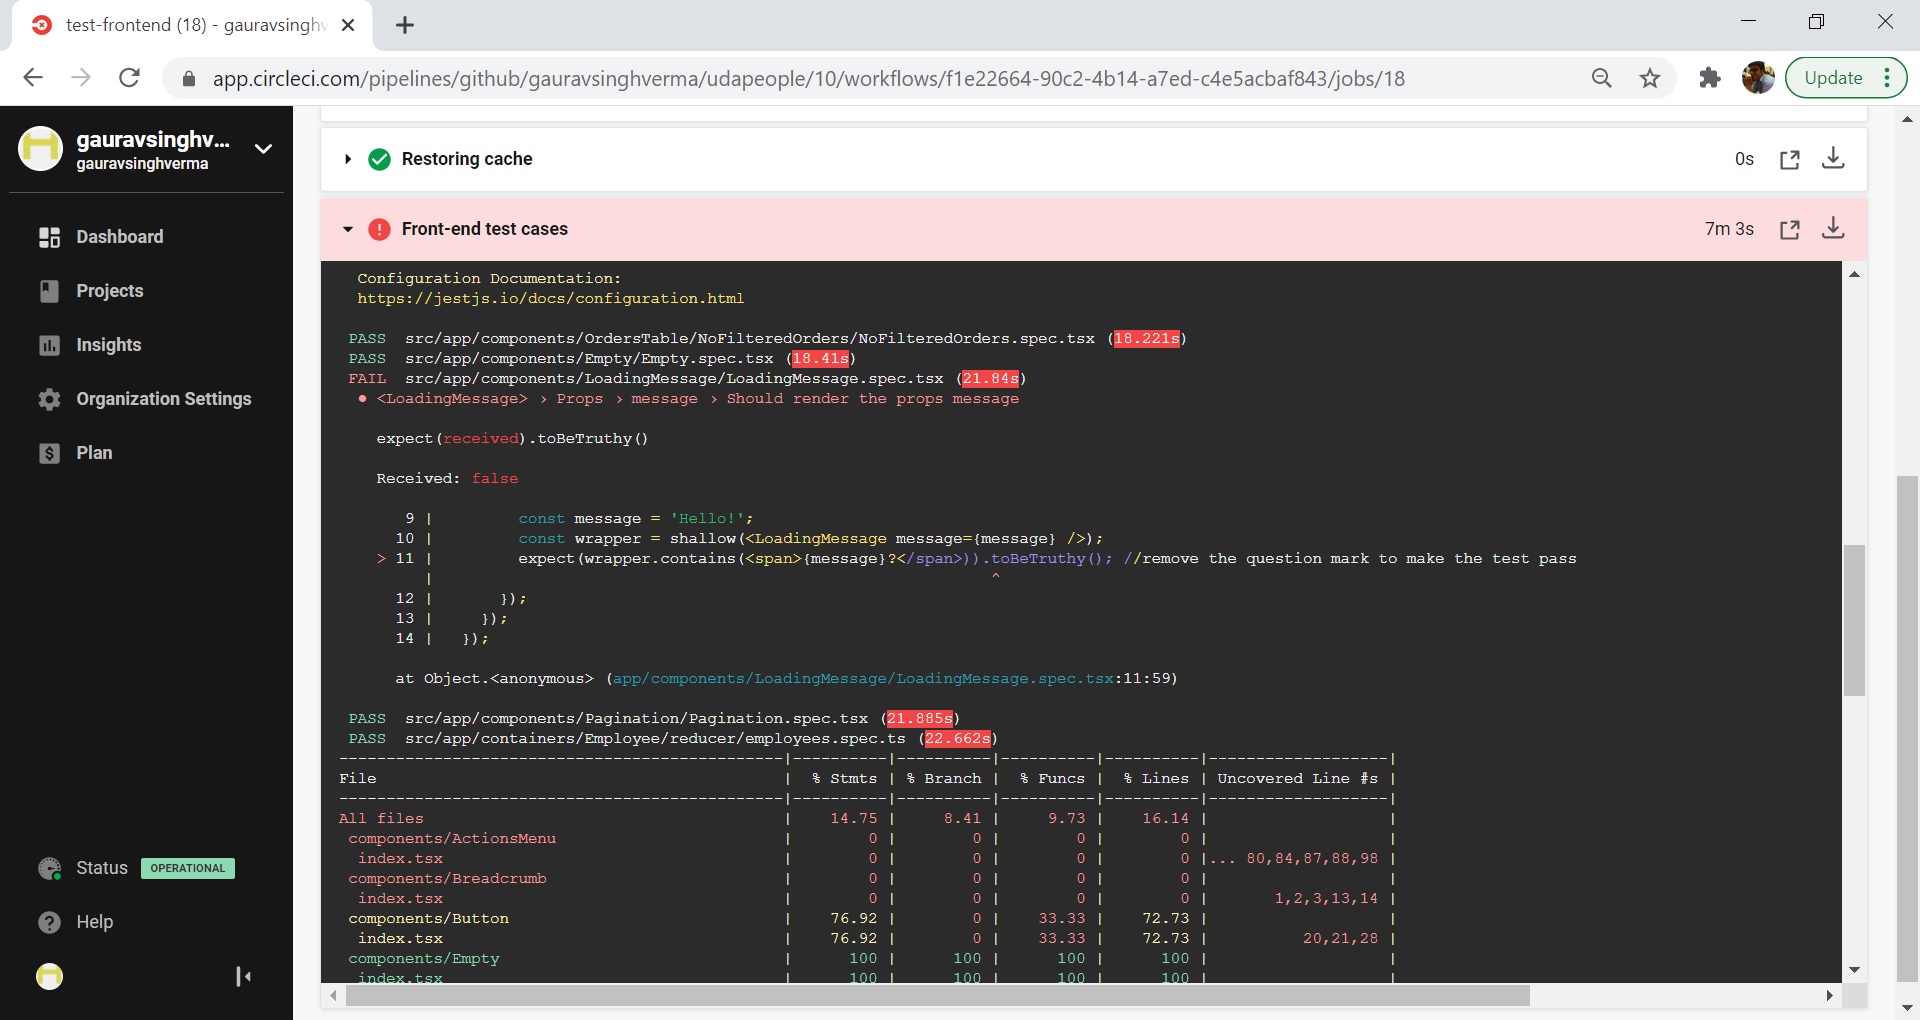 test-frontend (18) - gauravsinghv
app.circleci.com/pipelines/github/gauravsinghverma/udapeople/10/workflows/f1e22664-90c2-4b14-a7ed-c4e5acbaf843/jobs/18
Update
gauravsinghv...
gauravsinghverma
Dashboard
Projects
Insights
Organization Settings
Plan
Status OPERATIONAL
Help
Restoring cache 0s
Front-end test cases 7m 3s
Configuration Documentation:
https://jestjs.io/docs/configuration.html
PASS src/app/components/OrdersTable/NoFilteredOrders/NoFilteredOrders.spec.tsx (18.221s)
PASS src/app/components/Empty/Empty.spec.tsx (18.41s)
FAIL src/app/components/LoadingMessage/LoadingMessage.spec.tsx (21.84s)
● <LoadingMessage> › Props › message › Should render the props message
expect(received).toBeTruthy()
Received: false
9 | const message = 'Hello!';
10 | const wrapper = shallow(<LoadingMessage message={message} />);
> 11 | expect(wrapper.contains(<span>{message}?</span>)).toBeTruthy(); //remove the question mark to make the test pass
| ^
12 | });
13 | });
14 | });
at Object.<anonymous> (app/components/LoadingMessage/LoadingMessage.spec.tsx:11:59)
PASS src/app/components/Pagination/Pagination.spec.tsx (21.885s)
PASS src/app/containers/Employee/reducer/employees.spec.ts (22.662s)
-----------------------------------------------|----------|----------|----------|----------|-------------------|
File | % Stmts | % Branch | % Funcs | % Lines | Uncovered Line #s |
-----------------------------------------------|----------|----------|----------|----------|-------------------|
All files | 14.75 | 8.41 | 9.73 | 16.14 | |
components/ActionsMenu | 0 | 0 | 0 | 0 | |
index.tsx | 0 | 0 | 0 | 0 |... 80,84,87,88,98 |
components/Breadcrumb | 0 | 0 | 0 | 0 | |
index.tsx | 0 | 0 | 0 | 0 | 1,2,3,13,14 |
components/Button | 76.92 | 0 | 33.33 | 72.73 | |
index.tsx | 76.92 | 0 | 33.33 | 72.73 | 20,21,28 |
components/Empty | 100 | 100 | 100 | 100 | |
index.tsx | 100 | 100 | 100 | 100 | |